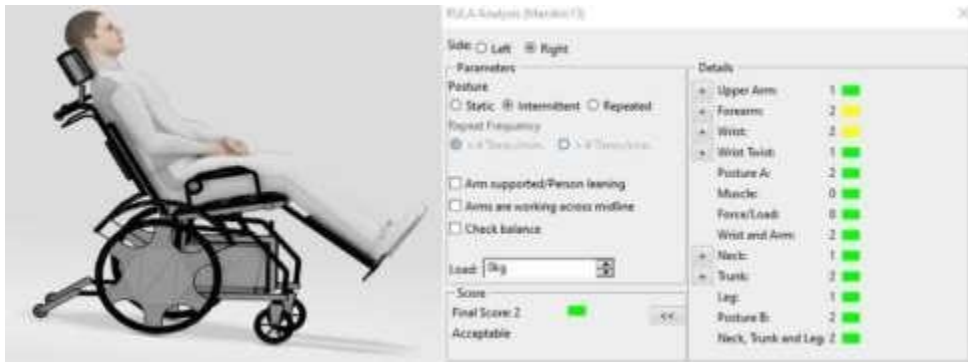 RULA Analysis (Manikin13)
Side: Left Right
Parameters
Posture
Static Intermittent Repeated
Repeat Frequency
Arm supported/Person leaning
Arms are working across midline
Check balance
Load: 0kg
Score
Final Score: 2
Acceptable
<<
Details
+ Upper Arm: 1
+ Forearm: 2
+ Wrist: 2
+ Wrist Twist: 1
Posture A: 2
Muscle: 0
Force/Load: 0
Wrist and Arm: 2
+ Neck: 1
+ Trunk: 2
Leg: 1
Posture B: 2
Neck, Trunk and Leg: 2